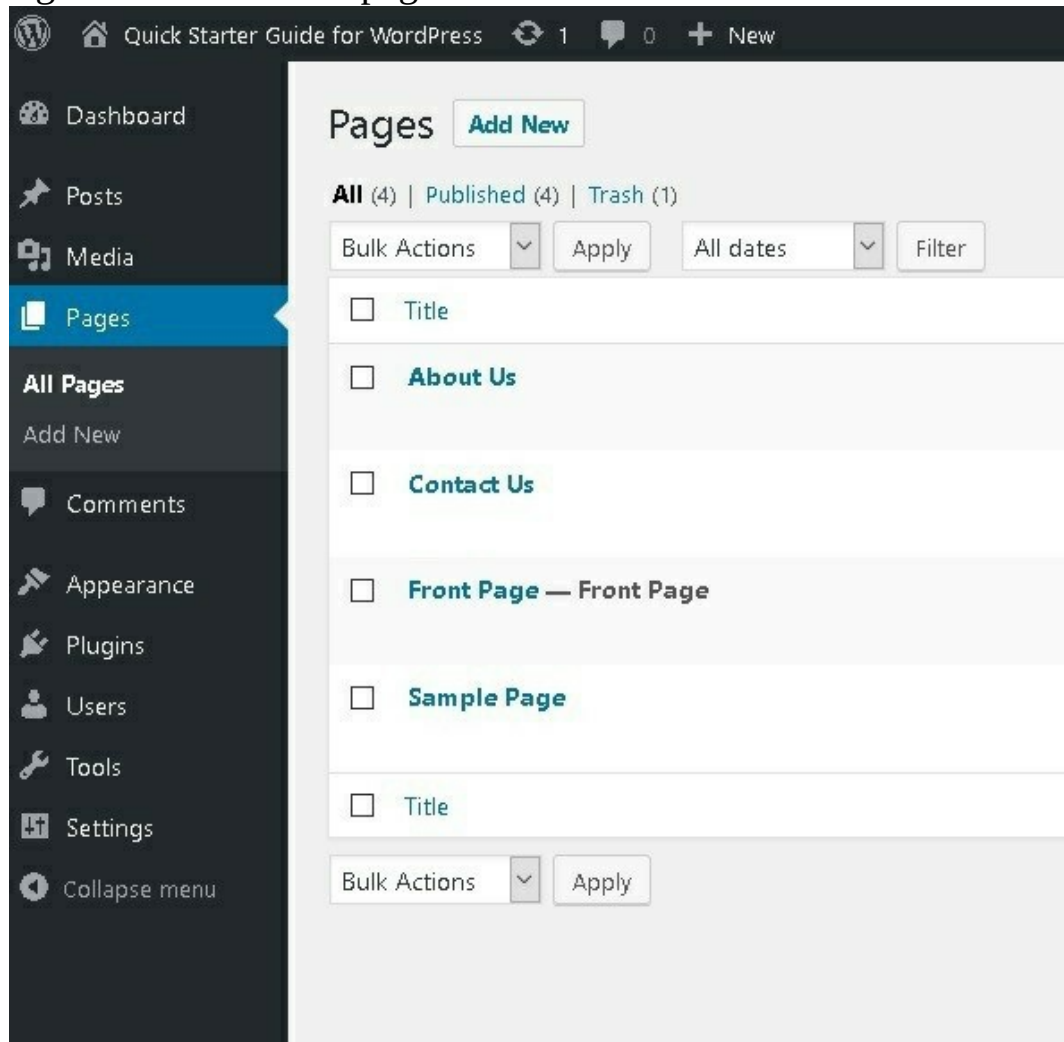 Quick Starter Guide for WordPress 1 0 + New
Dashboard
Posts
Media
Pages
All Pages
Add New
Comments
Appearance
Plugins
Users
Tools
Settings
Collapse menu
Pages Add New
All (4) | Published (4) | Trash (1)
Bulk Actions Apply All dates Filter
Title
About Us
Contact Us
Front Page — Front Page
Sample Page
Title
Bulk Actions Apply